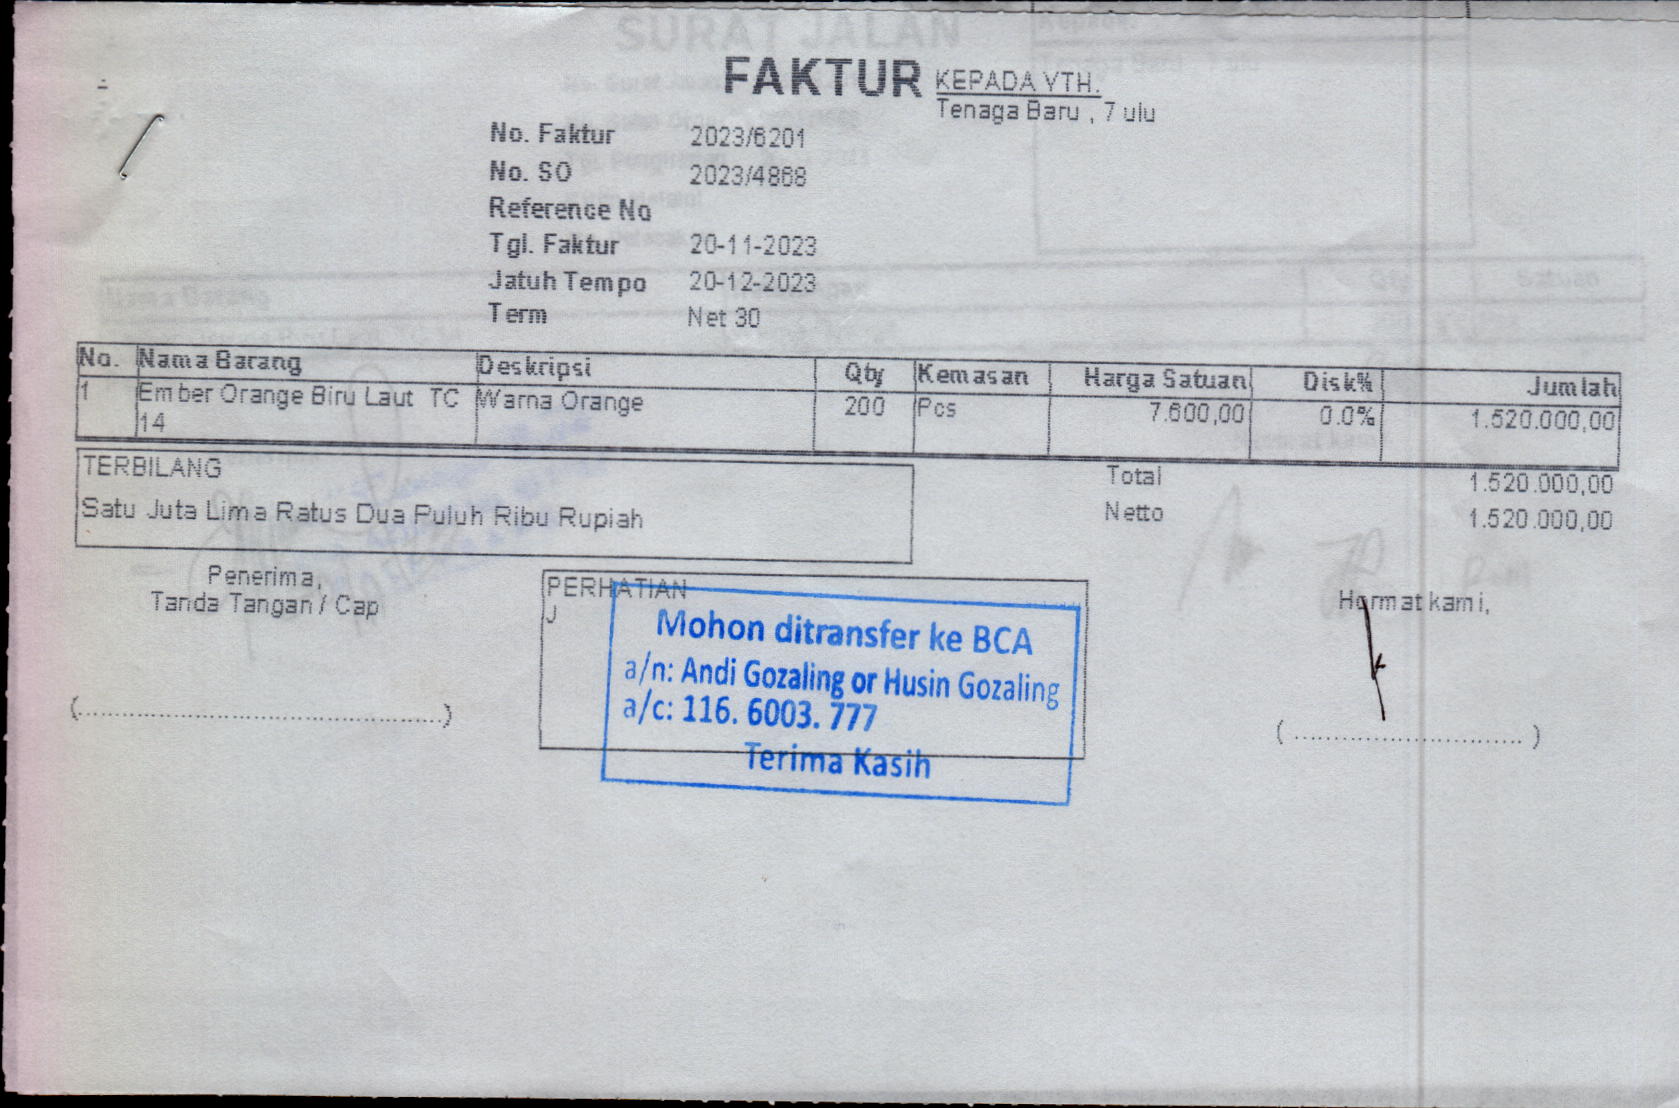 SURAT JALAN
FAKTUR
KEPADA YTH.
Tenaga Baru , 7 ulu
No. Faktur 2023/6201
No. SO 2023/4868
Reference No
Tgl. Faktur 20-11-2023
Jatuh Tempo 20-12-2023
Term Net 30
No. Nama Barang Deskripsi Qty Kemasan Harga Satuan Disk% Jumlah
1 Ember Orange Biru Laut TC Warna Orange 200 Pcs 7.600,00 0.0% 1.520.000,00
14
TERBILANG
Satu Juta Lima Ratus Dua Puluh Ribu Rupiah
Total 1.520.000,00
Netto 1.520.000,00
Penerima,
Tanda Tangan / Cap
PERHATIAN
J
Mohon ditransfer ke BCA
a/n: Andi Gozaling or Husin Gozaling
a/c: 116. 6003. 777
Terima Kasih
Hormat kami,
(..........................................)
(..............................)